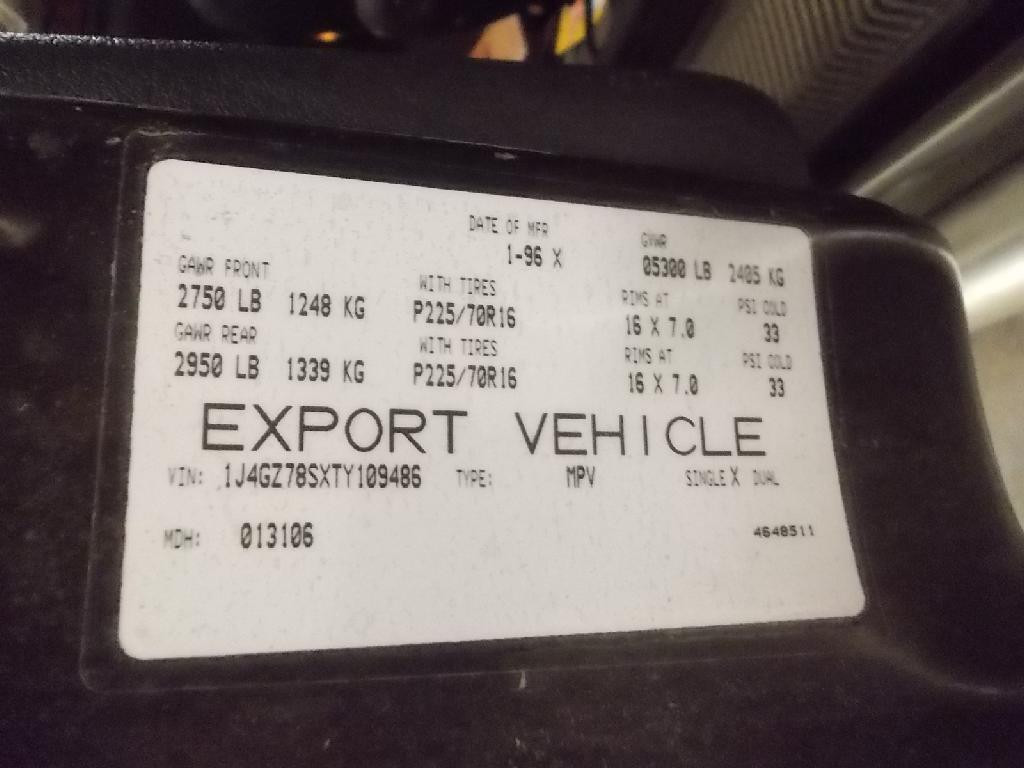 DATE OF MFR GVWR
1-96 X 05300 LB 2405 KG
GAWR FRONT WITH TIRES RIMS AT PSI COLD
2750 LB 1248 KG P225/70R16 16 X 7.0 33
GAWR REAR WITH TIRES RIMS AT PSI COLD
2950 LB 1339 KG P225/70R16 16 X 7.0 33
EXPORT VEHICLE
VIN: 1J4GZ78SXTY109486 TYPE: MPV SINGLE X DUAL
MDH: 013106 4648511